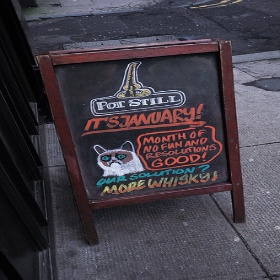 POT STILL
IT'S JANUARY!
MONTH OF
NO FUN AND
RESOLUTIONS
GOOD!
OUR SOLUTION?
MORE WHISKY!